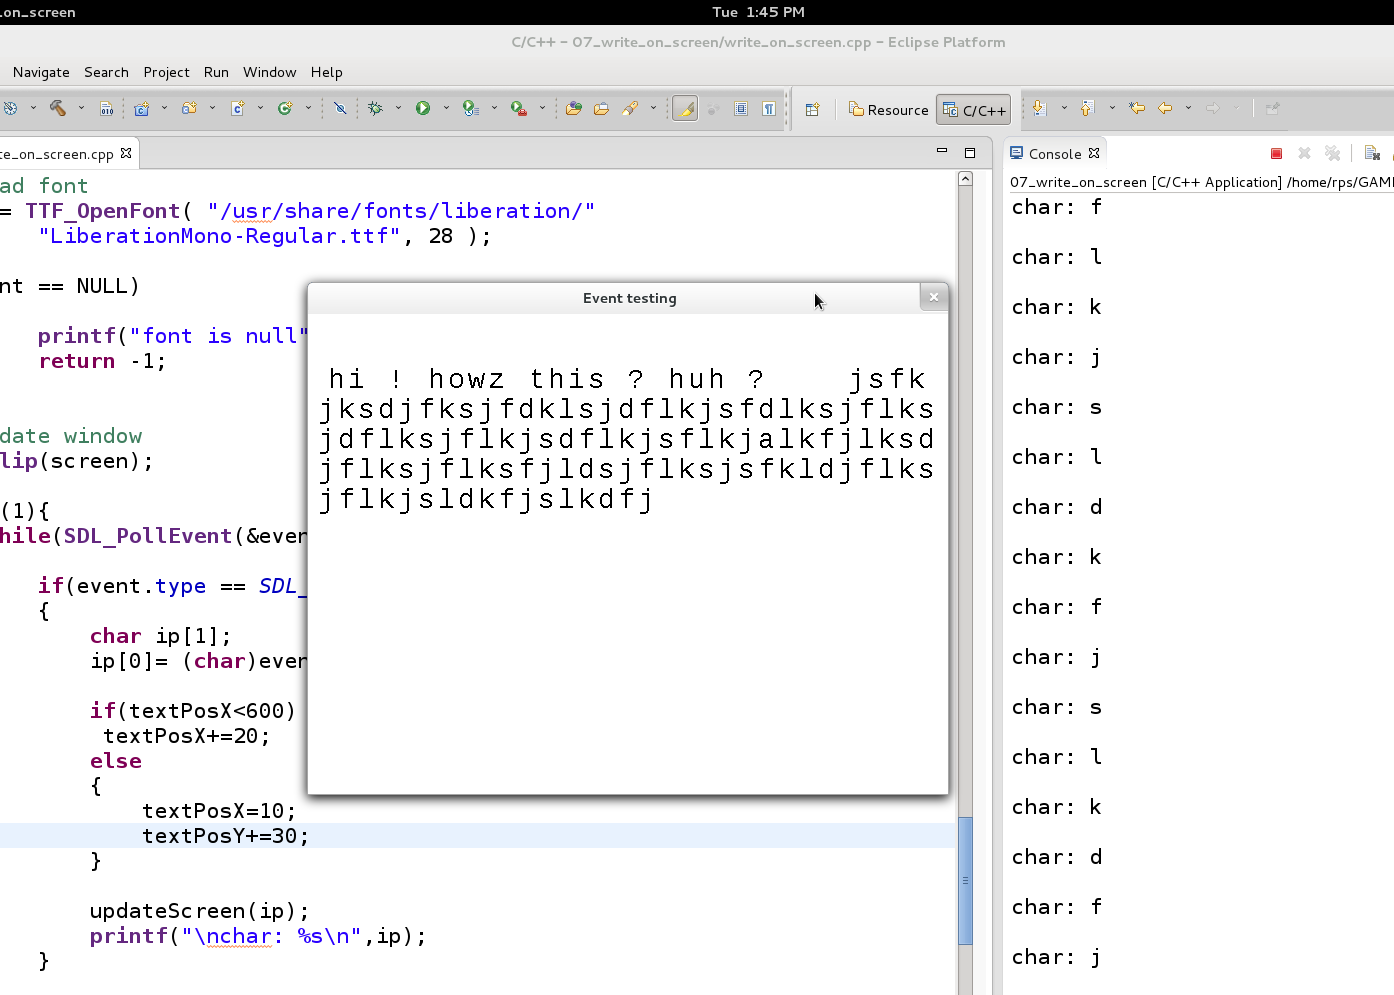 .on_screen
Tue 1:45 PM
C/C++ - 07_write_on_screen/write_on_screen.cpp - Eclipse Platform
Navigate Search Project Run Window Help
Resource C/C++
te_on_screen.cpp
ad font
= TTF_OpenFont( "/usr/share/fonts/liberation/"
"LiberationMono-Regular.ttf", 28 );
nt == NULL)
printf("font is null"
return -1;
date window
lip(screen);
(1){
hile(SDL_PollEvent(&ever
if(event.type == SDL_
{
char ip[1];
ip[0]= (char)even
if(textPosX<600)
textPosX+=20;
else
{
textPosX=10;
textPosY+=30;
}
updateScreen(ip);
printf("\nchar: %s\n",ip);
}
Event testing
hi ! howz this ? huh ? jsfk
jksdjfksjfdklsjdflkjsfdlksjflks
jdflksjflkjsdflkjsflkjalkfjlksd
jflksjflksfjldsjflksjsfkldjflks
jflkjsldkfjslkdfj
Console
07_write_on_screen [C/C++ Application] /home/rps/GAMI
char: f
char: l
char: k
char: j
char: s
char: l
char: d
char: k
char: f
char: j
char: s
char: l
char: k
char: d
char: f
char: j